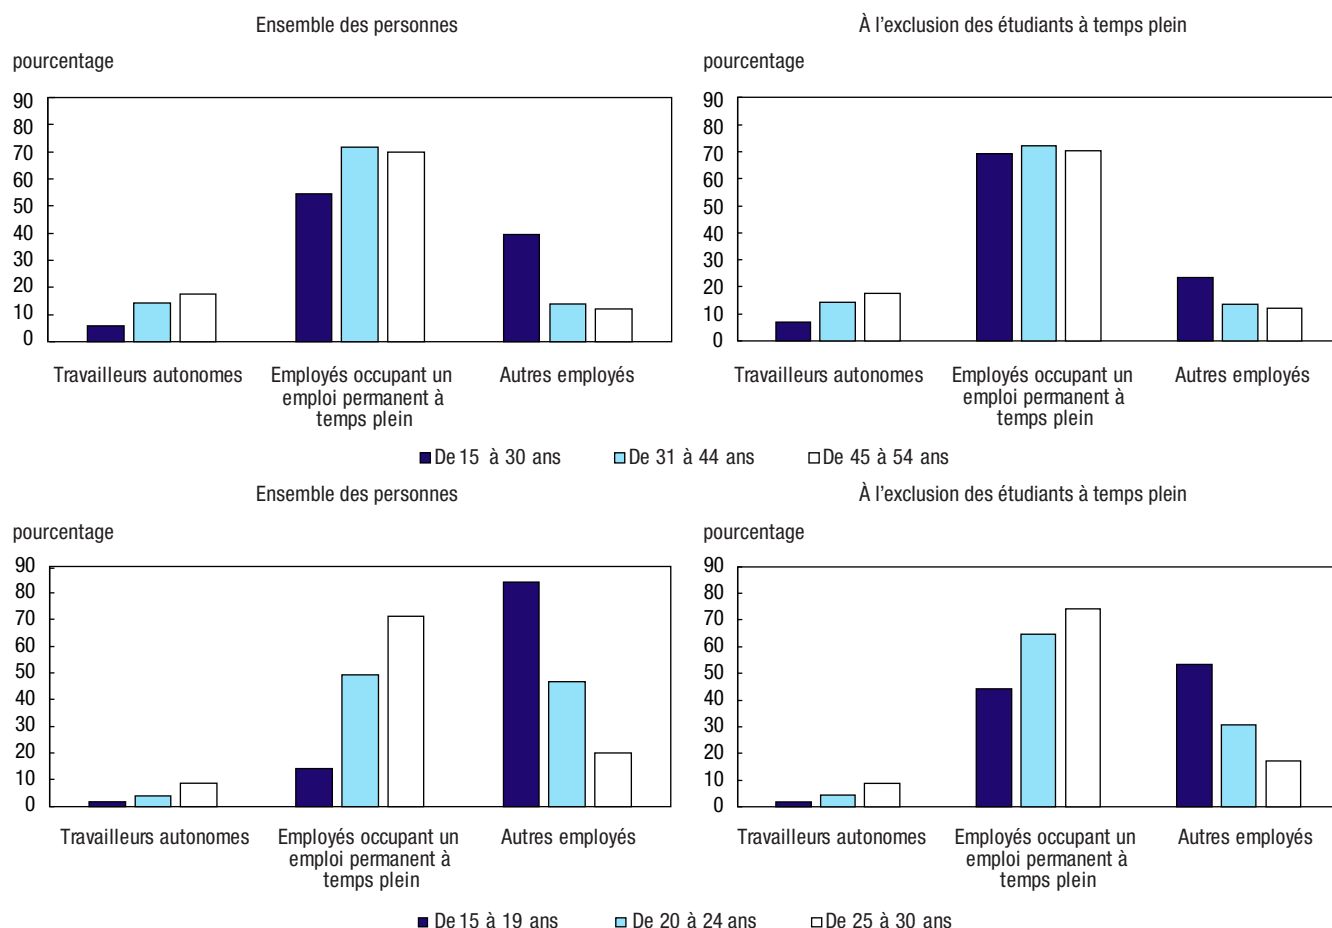 Ensemble des personnes
pourcentage
90
80
70
60
50
40
30
20
10
0
Travailleurs autonomes
Employés occupant un
emploi permanent à
temps plein
Autres employés
À l'exclusion des étudiants à temps plein
pourcentage
90
80
70
60
50
40
30
20
10
0
Travailleurs autonomes
Employés occupant un
emploi permanent à
temps plein
Autres employés
De 15 à 30 ans
De 31 à 44 ans
De 45 à 54 ans
Ensemble des personnes
pourcentage
90
80
70
60
50
40
30
20
10
0
Travailleurs autonomes
Employés occupant un
emploi permanent à
temps plein
Autres employés
À l'exclusion des étudiants à temps plein
pourcentage
90
80
70
60
50
40
30
20
10
0
Travailleurs autonomes
Employés occupant un
emploi permanent à
temps plein
Autres employés
De 15 à 19 ans
De 20 à 24 ans
De 25 à 30 ans